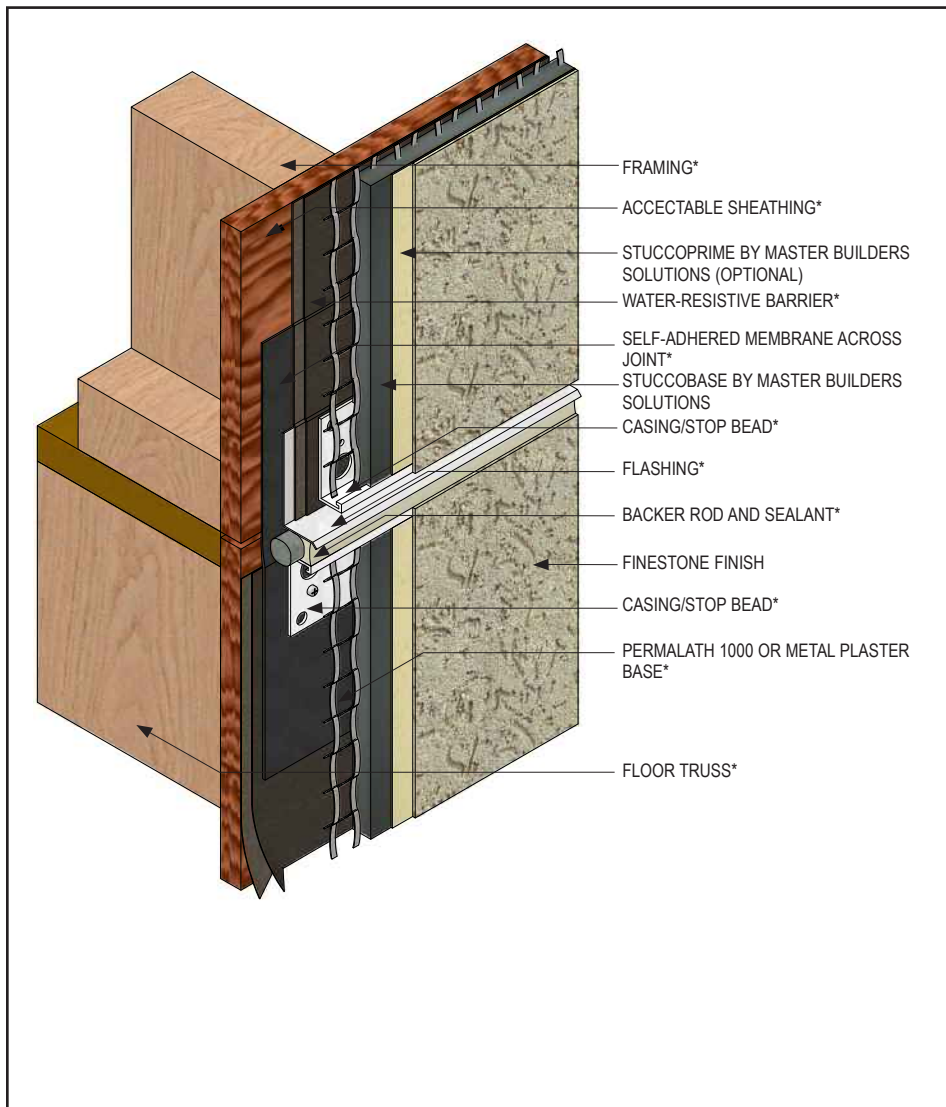 FRAMING*
ACCECTABLE SHEATHING*
STUCCOPRIME BY MASTER BUILDERS
SOLUTIONS (OPTIONAL)
WATER-RESISTIVE BARRIER*
SELF-ADHERED MEMBRANE ACROSS
JOINT*
STUCCOBASE BY MASTER BUILDERS
SOLUTIONS
CASING/STOP BEAD*
FLASHING*
BACKER ROD AND SEALANT*
FINESTONE FINISH
CASING/STOP BEAD*
PERMALATH 1000 OR METAL PLASTER
BASE*
FLOOR TRUSS*